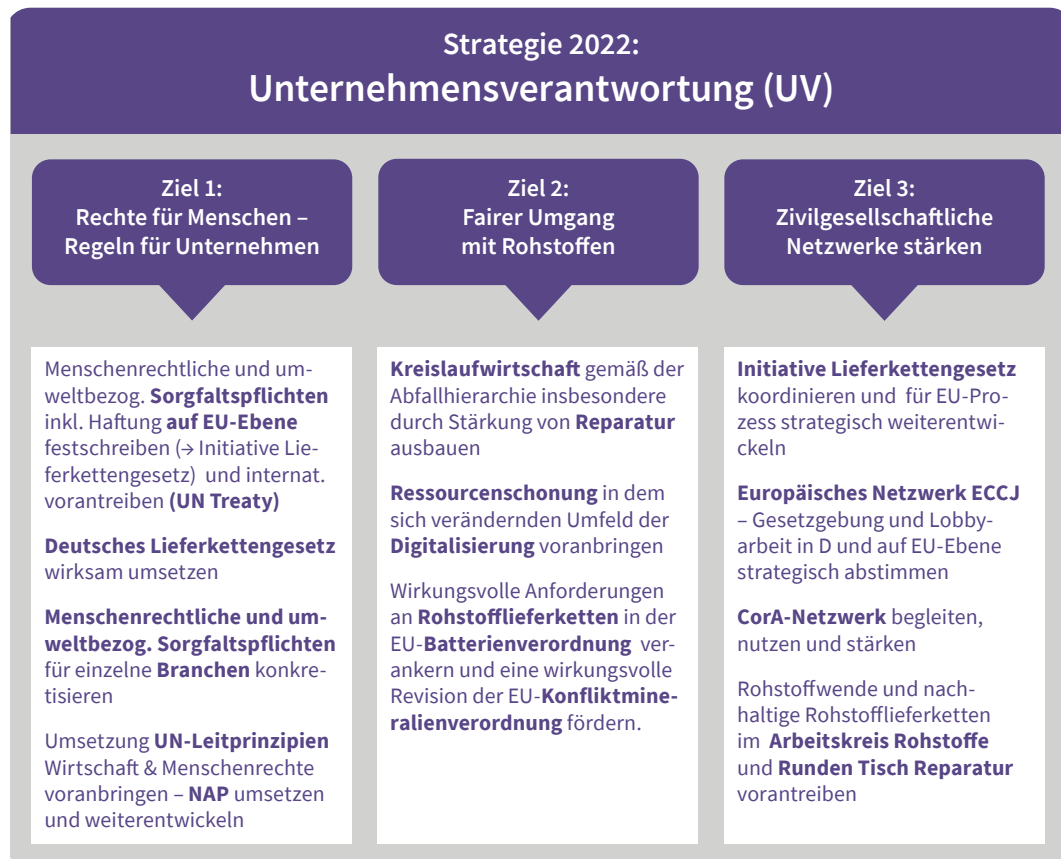 Strategie 2022:
Unternehmensverantwortung (UV)
Ziel 1:
Rechte für Menschen –
Regeln für Unternehmen
Menschenrechtliche und um-
weltbezog. Sorgfaltspflichten
inkl. Haftung auf EU-Ebene
festschreiben (→ Initiative Lie-
ferkettengesetz) und internat.
vorantreiben (UN Treaty)
Deutsches Lieferkettengesetz
wirksam umsetzen
Menschenrechtliche und um-
weltbezog. Sorgfaltspflichten
für einzelne Branchen konkre-
tisieren
Umsetzung UN-Leitprinzipien
Wirtschaft & Menschenrechte
voranbringen – NAP umsetzen
und weiterentwickeln
Ziel 2:
Fairer Umgang
mit Rohstoffen
Kreislaufwirtschaft gemäß der
Abfallhierarchie insbesondere
durch Stärkung von Reparatur
ausbauen
Ressourcenschonung in dem
sich verändernden Umfeld der
Digitalisierung voranbringen
Wirkungsvolle Anforderungen
an Rohstofflieferketten in der
EU-Batterienverordnung ver-
ankern und eine wirkungsvolle
Revision der EU-Konfliktmine-
ralienverordnung fördern.
Ziel 3:
Zivilgesellschaftliche
Netzwerke stärken
Initiative Lieferkettengesetz
koordinieren und für EU-Pro-
zess strategisch weiterentwi-
ckeln
Europäisches Netzwerk ECCJ
– Gesetzgebung und Lobby-
arbeit in D und auf EU-Ebene
strategisch abstimmen
CorA-Netzwerk begleiten,
nutzen und stärken
Rohstoffwende und nach-
haltige Rohstofflieferketten
im Arbeitskreis Rohstoffe
und Runden Tisch Reparatur
vorantreiben